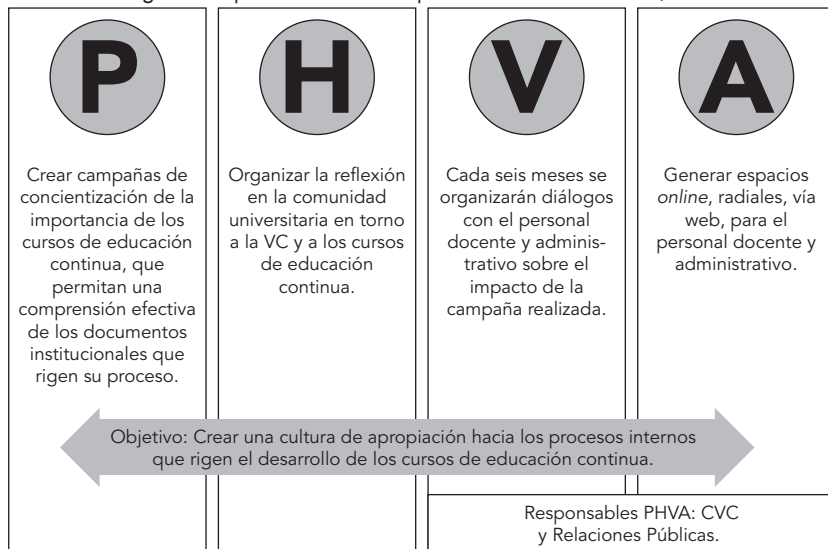 P
Crear campañas de
concientización de la
importancia de los
cursos de educación
continua, que
permitan una
comprensión efectiva
de los documentos
institucionales que
rigen su proceso.
H
Organizar la reflexión
en la comunidad
universitaria en torno
a la VC y a los cursos
de educación
continua.
V
Cada seis meses se
organizarán diálogos
con el personal
docente y adminis-
trativo sobre el
impacto de la
campaña realizada.
A
Generar espacios
online, radiales, vía
web, para el
personal docente y
administrativo.
Objetivo: Crear una cultura de apropiación hacia los procesos internos
que rigen el desarrollo de los cursos de educación continua.
Responsables PHVA: CVC
y Relaciones Públicas.